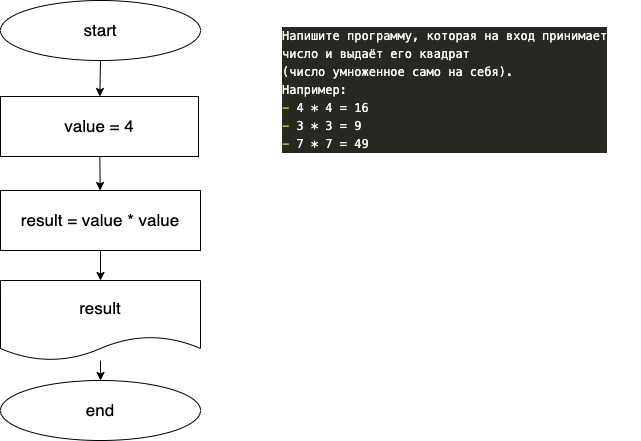 start
value = 4
result = value * value
result
end
Напишите программу, которая на вход принимает
число и выдаёт его квадрат
(число умноженное само на себя).
Например:
- 4 * 4 = 16
- 3 * 3 = 9
- 7 * 7 = 49